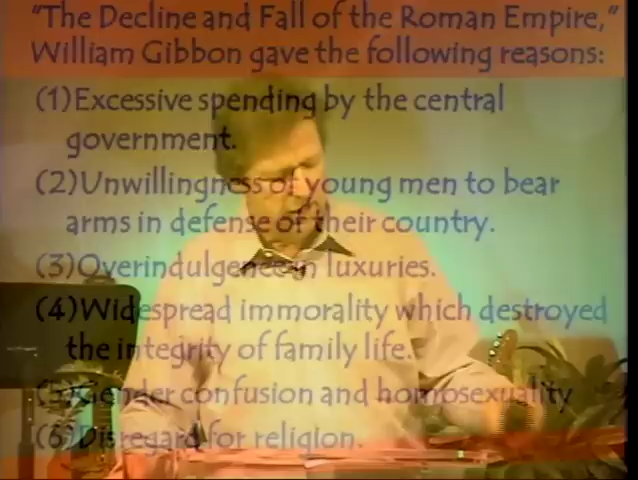 "The Decline and Fall of the Roman Empire,"
William Gibbon gave the following reasons:
(1)Excessive spending by the central
government.
(2)Unwillingness of young men to bear
arms in defense of their country.
(3)Overindulgence in luxuries.
(4)Widespread immorality which destroyed
the integrity of family life.
(5)Gender confusion and homosexuality
(6)Disregard for religion.